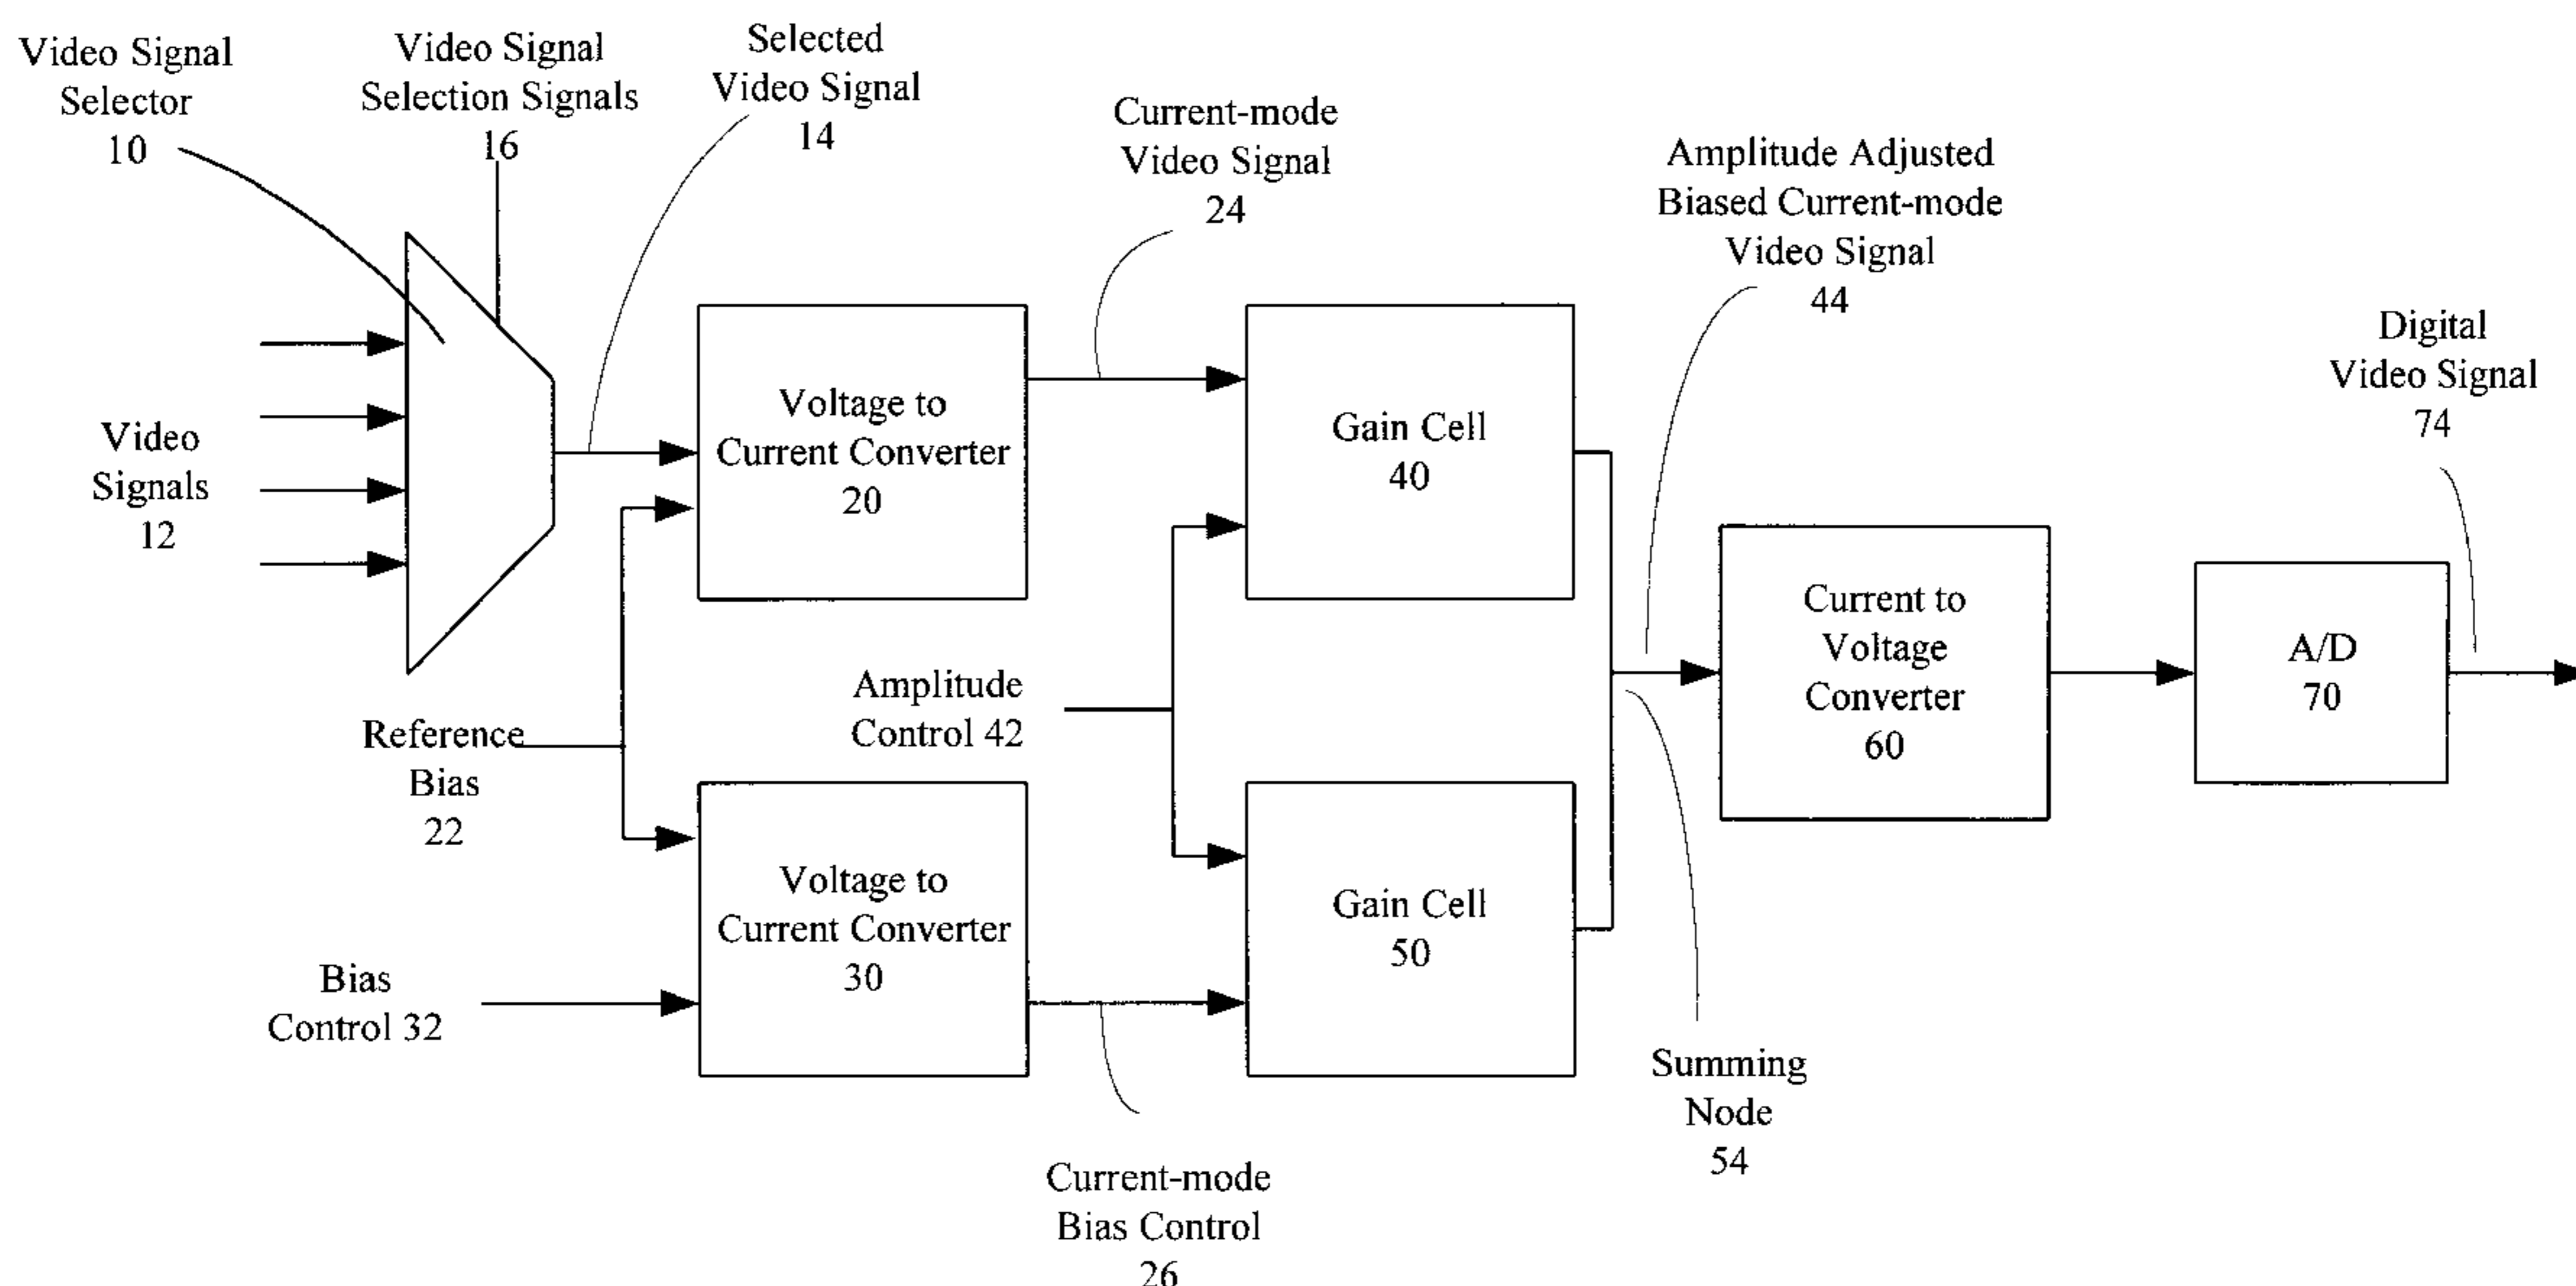 Video Signal
Selector
10
Video Signal
Selection Signals
16
Selected
Video Signal
14
Current-mode
Video Signal
24
Amplitude Adjusted
Biased Current-mode
Video Signal
44
Digital
Video Signal
74
Video
Signals
12
Voltage to
Current Converter
20
Gain Cell
40
Current to
Voltage
Converter
60
A/D
70
Reference
Bias
22
Amplitude
Control 42
Voltage to
Current Converter
30
Gain Cell
50
Bias
Control 32
Summing
Node
54
Current-mode
Bias Control
26